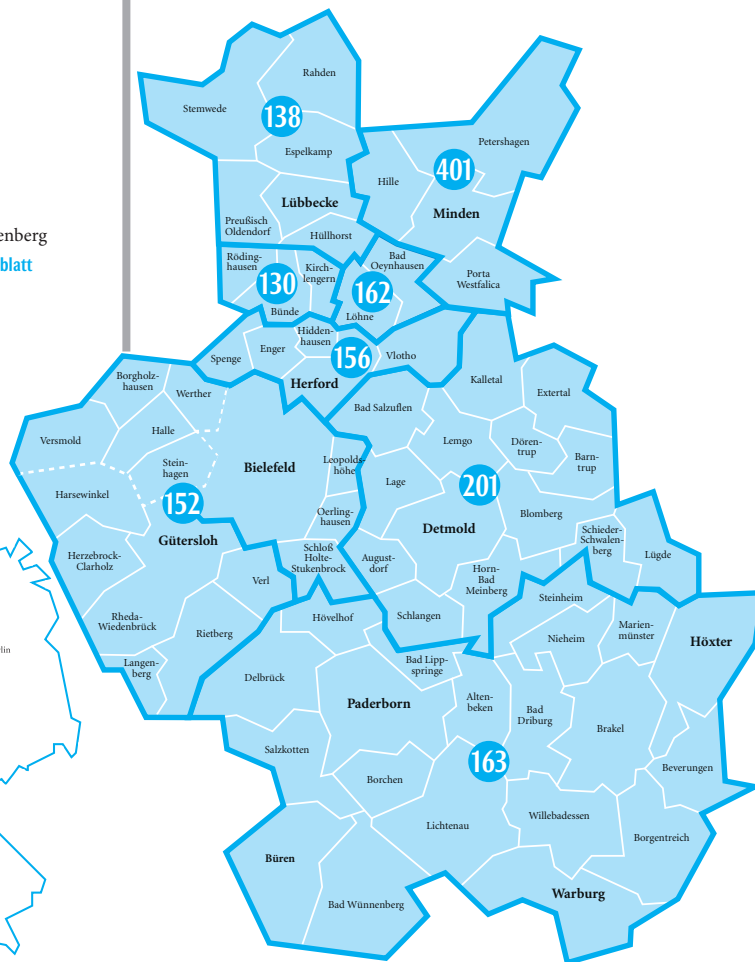 enberg
blatt
lin
Rahden
Stemwede
138
Espelkamp
Lübbecke
Preußisch
Oldendorf
Hüllhorst
Petershagen
401
Hille
Minden
Porta
Westfalica
Röding-
hausen
130
Kirch-
lengern
Bünde
Bad
Oeynhausen
162
Löhne
Hidden-
hausen
Enger
Spenge
156
Vlotho
Herford
Borgholz-
hausen
Werther
Versmold
Halle
Stein-
hagen
Bielefeld
Leopolds-
höhe
Harsewinkel
152
Gütersloh
Oerling-
hausen
Herzebrock-
Clarholz
Verl
Schloß
Holte-
Stukenbrock
Rheda-
Wiedenbrück
Rietberg
Langen-
berg
Bad Salzuflen
Kalletal
Extertal
Lemgo
Dören-
trup
Barn-
trup
Lage
201
Detmold
Blomberg
Schieder-
Schwalen-
berg
Lügde
August-
dorf
Horn-
Bad
Meinberg
Schlangen
Steinheim
Hövelhof
Nieheim
Marien-
münster
Höxter
Delbrück
Bad Lipp-
springe
Paderborn
Alten-
beken
Bad
Driburg
Brakel
Salzkotten
163
Beverungen
Borchen
Lichtenau
Willebadessen
Borgentreich
Büren
Bad Wünnenberg
Warburg